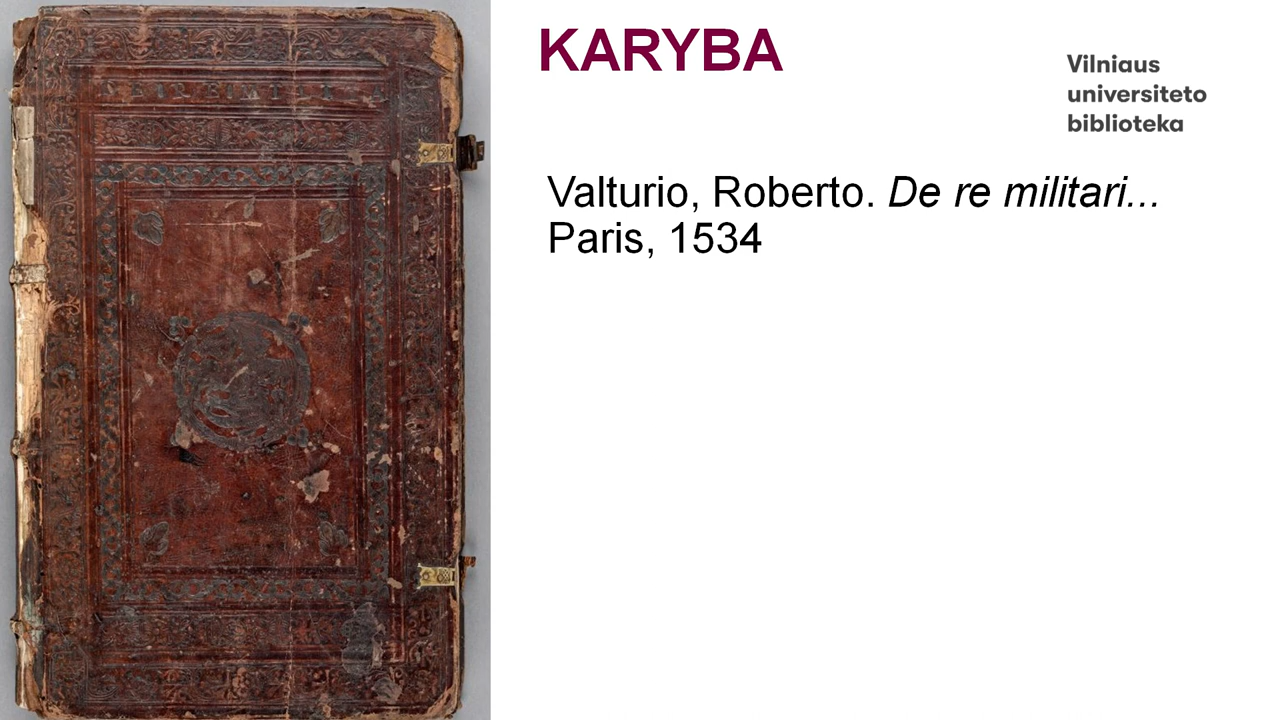 KARYBA
Vilniaus
universiteto
biblioteka
Valturio, Roberto. De re militari...
Paris, 1534